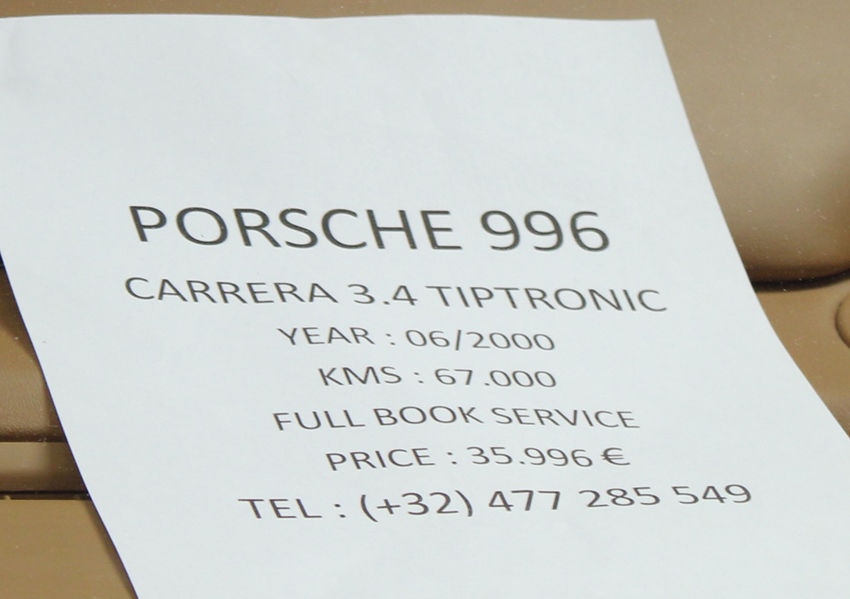 PORSCHE 996
CARRERA 3.4 TIPTRONIC
YEAR : 06/2000
KMS : 67.000
FULL BOOK SERVICE
PRICE : 35.996 €
TEL : (+32) 477 285 549